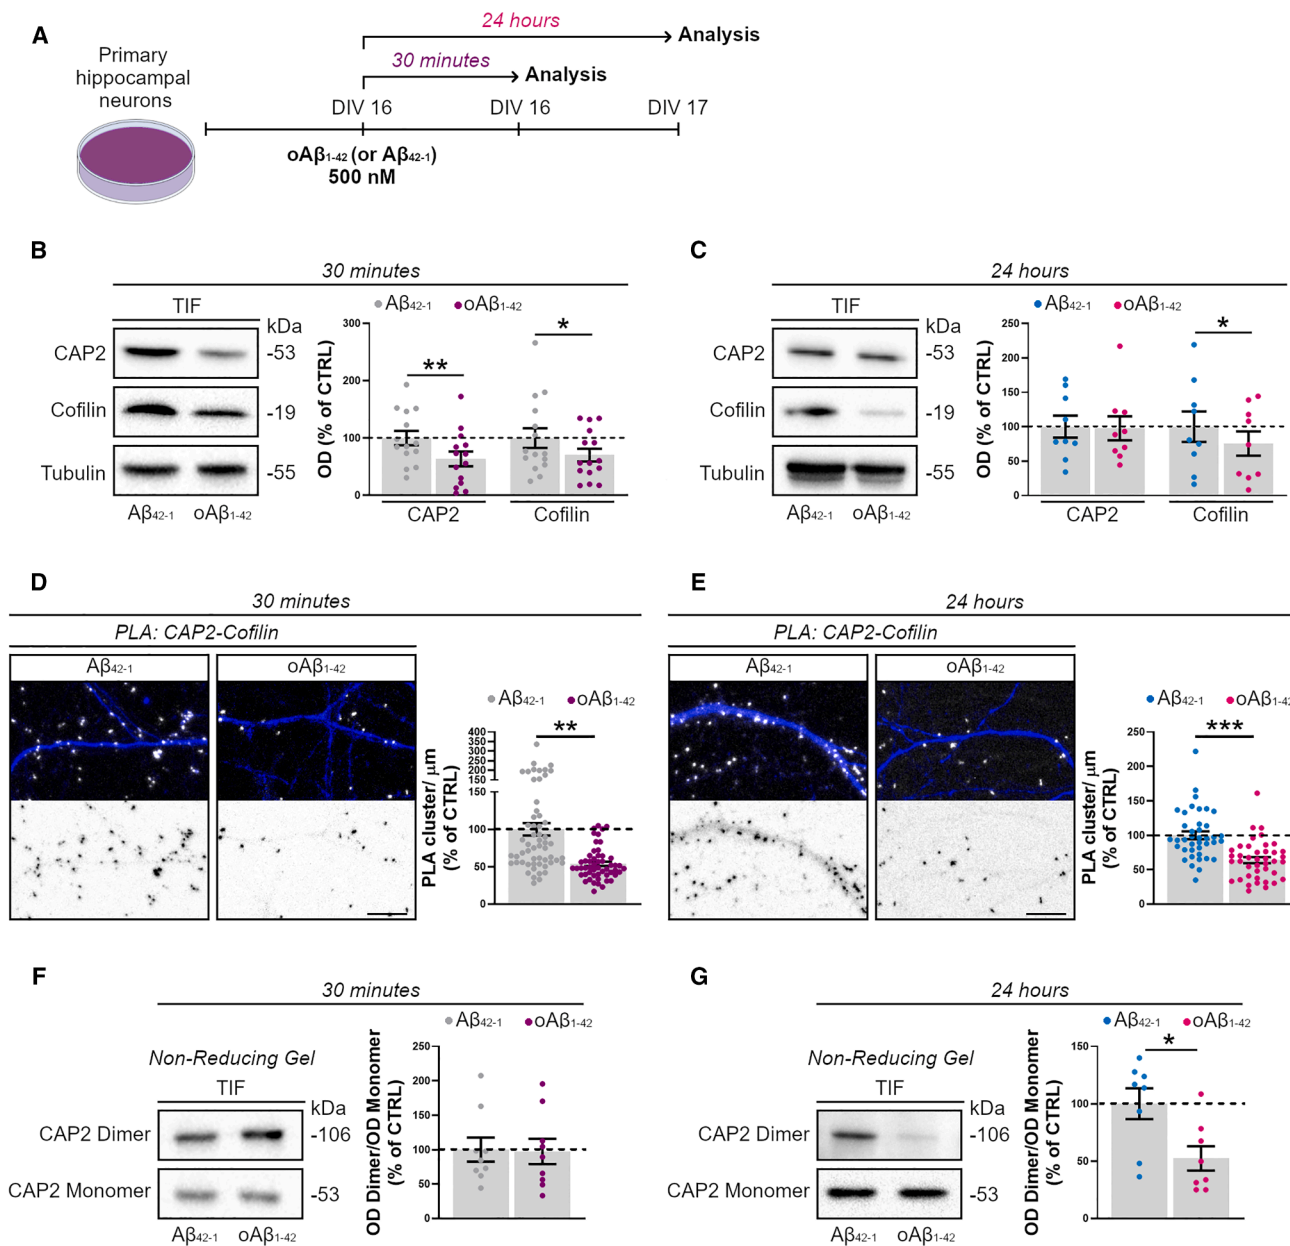 A
24 hours
Analysis
30 minutes
Analysis
Primary
hippocampal
neurons
DIV 16
DIV 16
DIV 17
oAβ1-42 (or Aβ42-1)
500 nM
B
30 minutes
TIF
kDa
CAP2
-53
Cofilin
-19
Tubulin
-55
Aβ42-1
oAβ1-42
Aβ42-1
oAβ1-42
OD (% of CTRL)
300
200
100
0
**
*
CAP2
Cofilin
C
24 hours
TIF
kDa
CAP2
-53
Cofilin
-19
Tubulin
-55
Aβ42-1
oAβ1-42
Aβ42-1
oAβ1-42
OD (% of CTRL)
250
200
150
100
50
0
*
CAP2
Cofilin
D
30 minutes
PLA: CAP2-Cofilin
Aβ42-1
oAβ1-42
Aβ42-1
oAβ1-42
PLA cluster/ μm
(% of CTRL)
400
350
300
250
200
150
150
100
50
0
**
E
24 hours
PLA: CAP2-Cofilin
Aβ42-1
oAβ1-42
Aβ42-1
oAβ1-42
PLA cluster/ μm
(% of CTRL)
250
200
150
100
50
0
***
F
30 minutes
Non-Reducing Gel
TIF
kDa
CAP2 Dimer
-106
CAP2 Monomer
-53
Aβ42-1
oAβ1-42
Aβ42-1
oAβ1-42
OD Dimer/OD Monomer
(% of CTRL)
250
200
150
100
50
0
G
24 hours
Non-Reducing Gel
TIF
kDa
CAP2 Dimer
-106
CAP2 Monomer
-53
Aβ42-1
oAβ1-42
Aβ42-1
oAβ1-42
OD Dimer/OD Monomer
(% of CTRL)
150
100
50
0
*